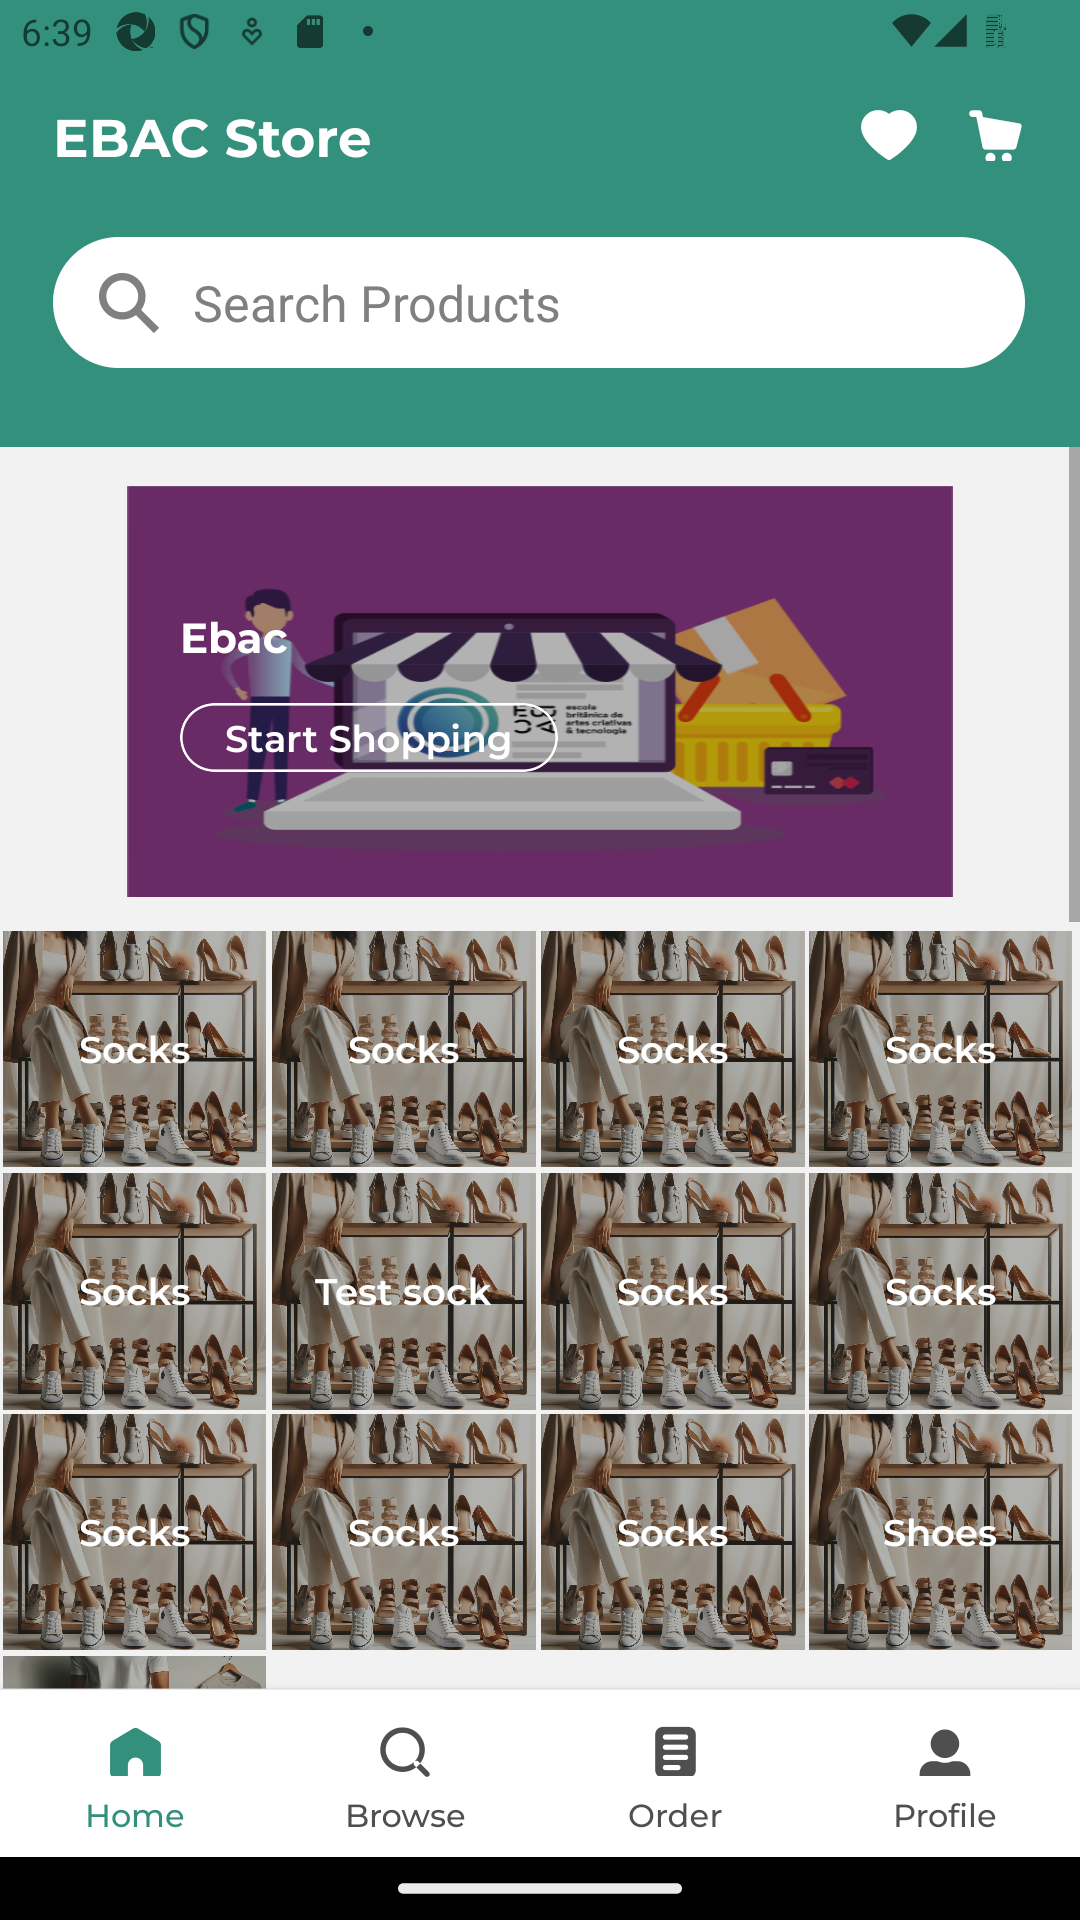 6:39
EBAC Store
Search Products
Ebac
escola
britânica de
artes criativas
& tecnologia
Start Shopping
Socks Socks Socks Socks
Socks Test sock Socks Socks
Socks Socks Socks Shoes
Home Browse Order Profile